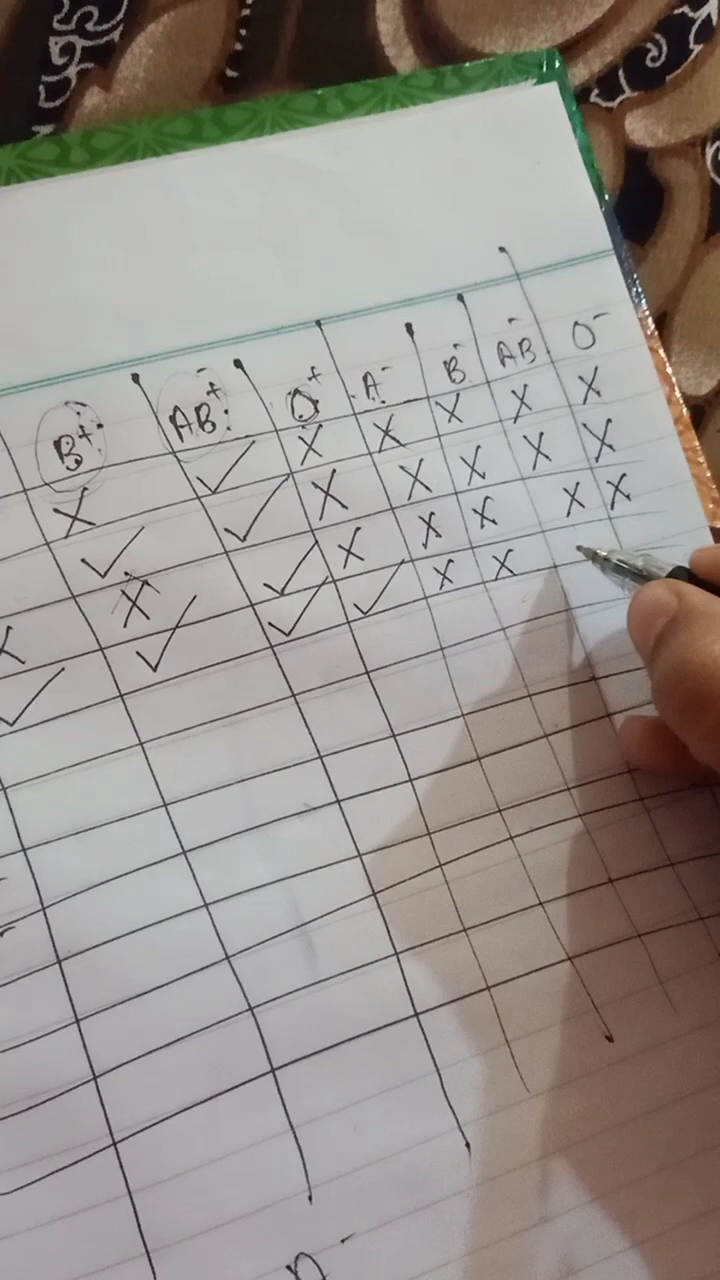 B+ AB+ O+ A- B- AB- O-
X ✓ X X X X X
✓ ✓ X X X X X
X X ✓ X X X X X
✓ ✓ ✓ ✓ X X